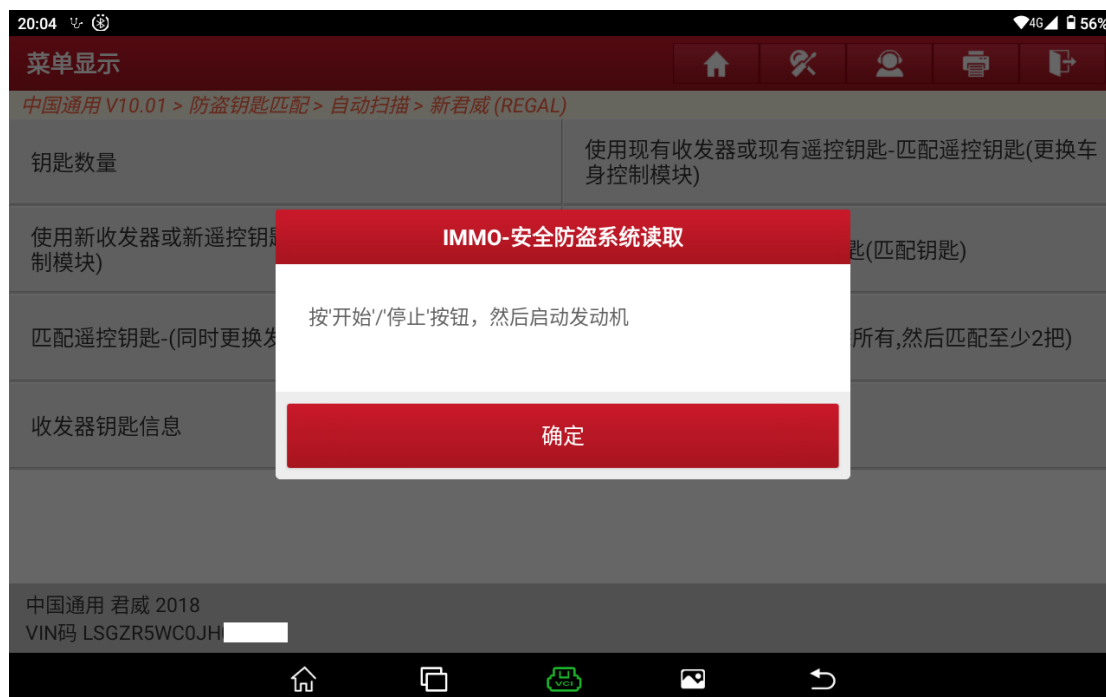 20:04
4G 56%
菜单显示
中国通用 V10.01 > 防盗钥匙匹配 > 自动扫描 > 新君威 (REGAL)
钥匙数量
使用现有收发器或现有遥控钥匙-匹配遥控钥匙(更换车
身控制模块)
使用新收发器或新遥控钥匙
制模块)
匙(匹配钥匙)
IMMO-安全防盗系统读取
按'开始'/'停止'按钮，然后启动发动机
确定
匹配遥控钥匙-(同时更换发
所有,然后匹配至少2把)
收发器钥匙信息
中国通用 君威 2018
VIN码 LSGZR5WC0JH
VCI